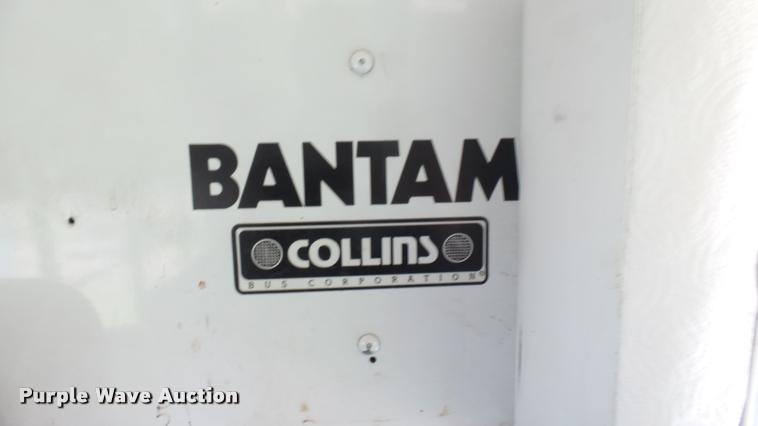 BANTAM
COLLINS
BUS CORPORATION®
Purple Wave Auction